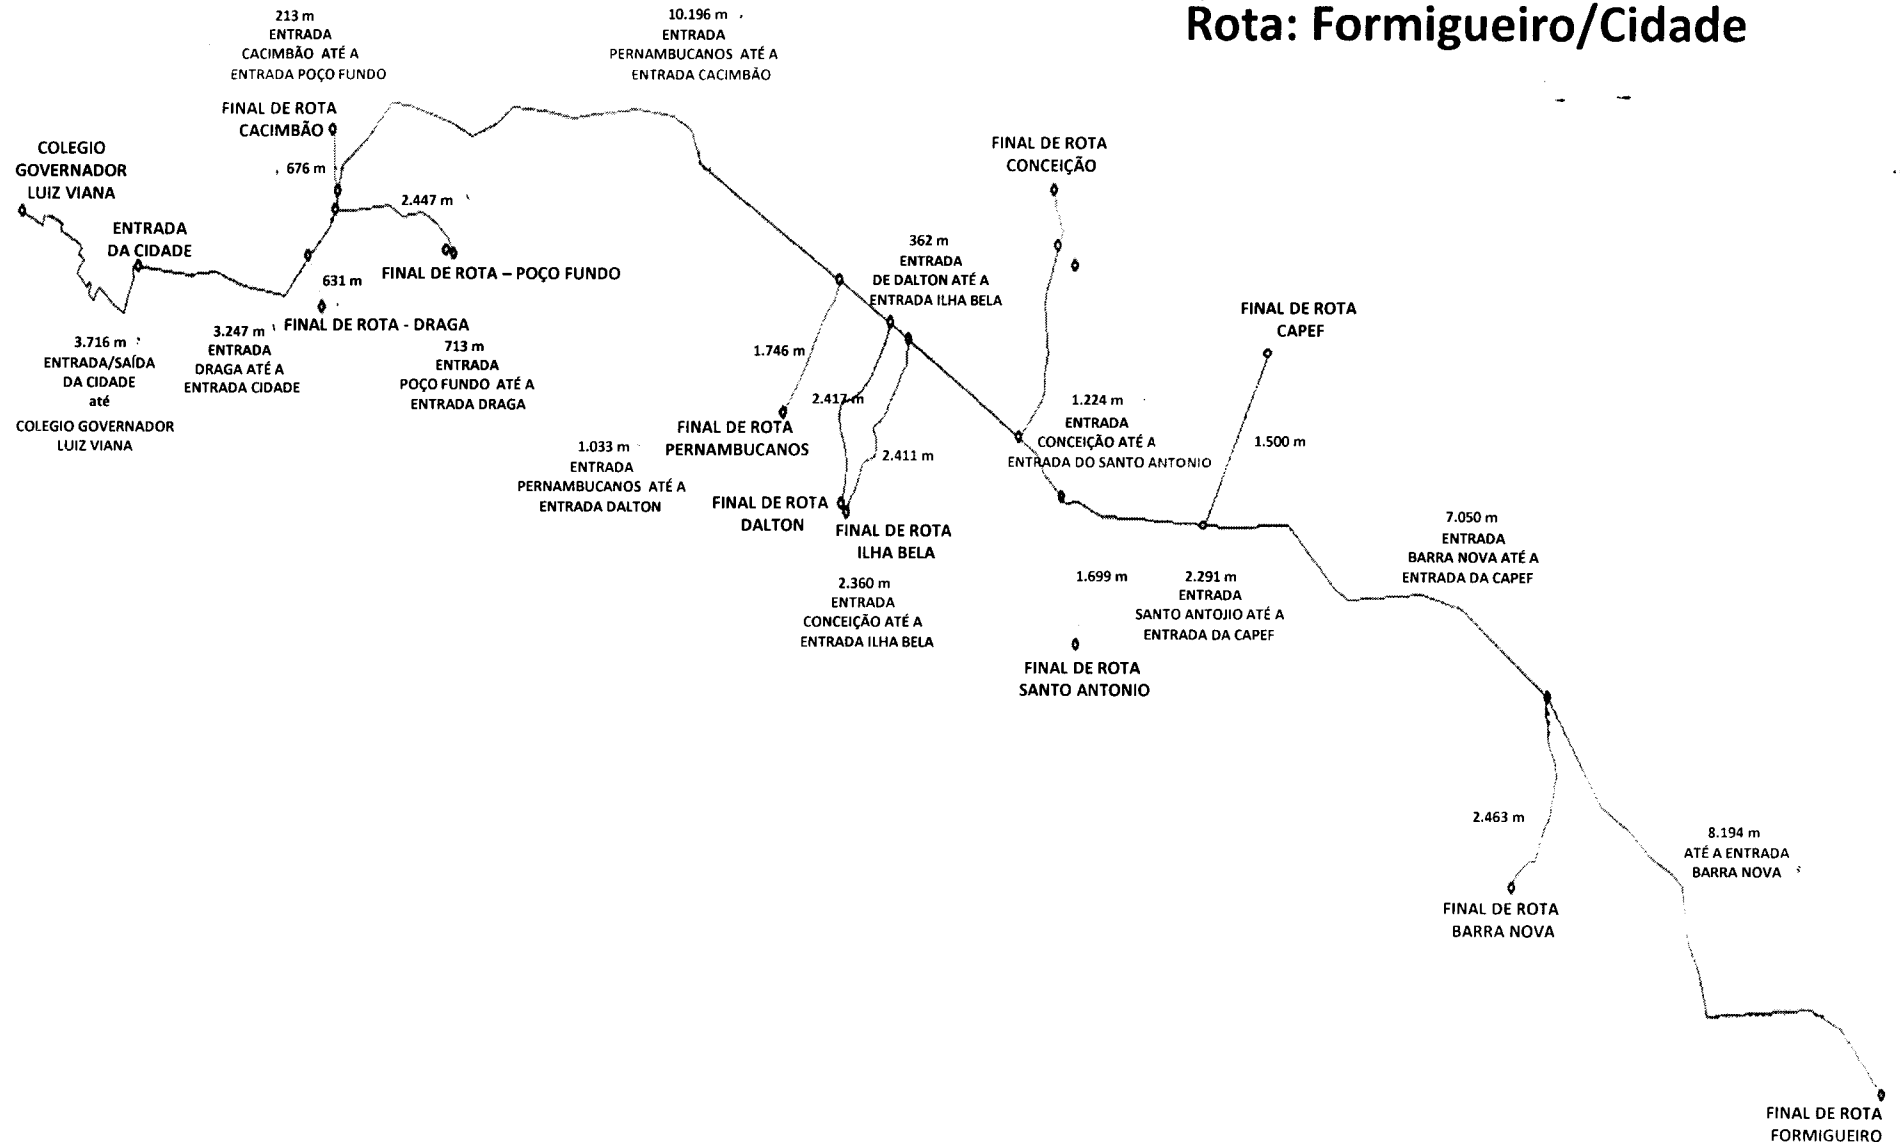 Rota: Formigueiro/Cidade
213 m
ENTRADA
CACIMBÃO ATÉ A
ENTRADA POÇO FUNDO
10.196 m
ENTRADA
PERNAMBUCANOS ATÉ A
ENTRADA CACIMBÃO
FINAL DE ROTA
CACIMBÃO
676 m
COLEGIO
GOVERNADOR
LUIZ VIANA
ENTRADA
DA CIDADE
2.447 m
FINAL DE ROTA – POÇO FUNDO
631 m
FINAL DE ROTA - DRAGA
3.716 m
ENTRADA/SAÍDA
DA CIDADE
até
COLEGIO GOVERNADOR
LUIZ VIANA
3.247 m
ENTRADA
DRAGA ATÉ A
ENTRADA CIDADE
713 m
ENTRADA
POÇO FUNDO ATÉ A
ENTRADA DRAGA
362 m
ENTRADA
DE DALTON ATÉ A
ENTRADA ILHA BELA
FINAL DE ROTA
CONCEIÇÃO
FINAL DE ROTA
CAPEF
1.746 m
2.417 m
FINAL DE ROTA
PERNAMBUCANOS
2.411 m
1.033 m
ENTRADA
PERNAMBUCANOS ATÉ A
ENTRADA DALTON
FINAL DE ROTA
DALTON
FINAL DE ROTA
ILHA BELA
1.224 m
ENTRADA
CONCEIÇÃO ATÉ A
ENTRADA DO SANTO ANTONIO
1.500 m
2.360 m
ENTRADA
CONCEIÇÃO ATÉ A
ENTRADA ILHA BELA
1.699 m
2.291 m
ENTRADA
SANTO ANTOJIO ATÉ A
ENTRADA DA CAPEF
7.050 m
ENTRADA
BARRA NOVA ATÉ A
ENTRADA DA CAPEF
FINAL DE ROTA
SANTO ANTONIO
2.463 m
8.194 m
ATÉ A ENTRADA
BARRA NOVA
FINAL DE ROTA
BARRA NOVA
FINAL DE ROTA
FORMIGUEIRO